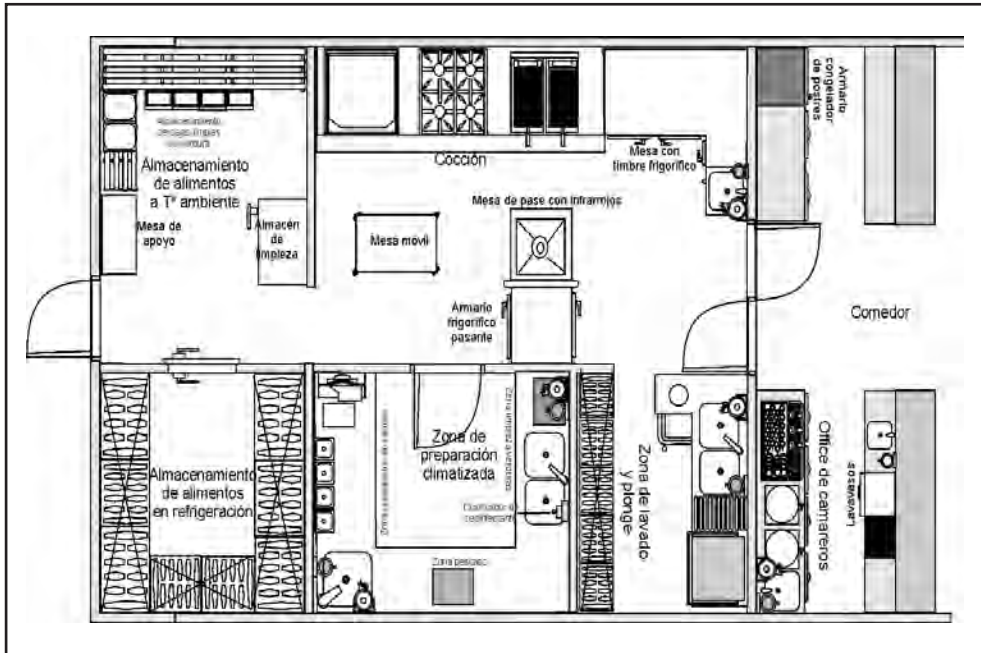 Armario
congelador
de postres
Almacenamiento
de alimentos
a Tª ambiente
Mesa de
apoyo
Almacén
de
limpieza
Cocción
Mesa con
timbre frigorífico
Mesa de pase con infrarrojos
Mesa móvil
Armario
frigorífico
pasante
Comedor
Almacenamiento
de alimentos
en refrigeración
Zona de
preparación
climatizada
Zona pescado
Zona de lavado
y plonge
Office de camareros
Lavavasos